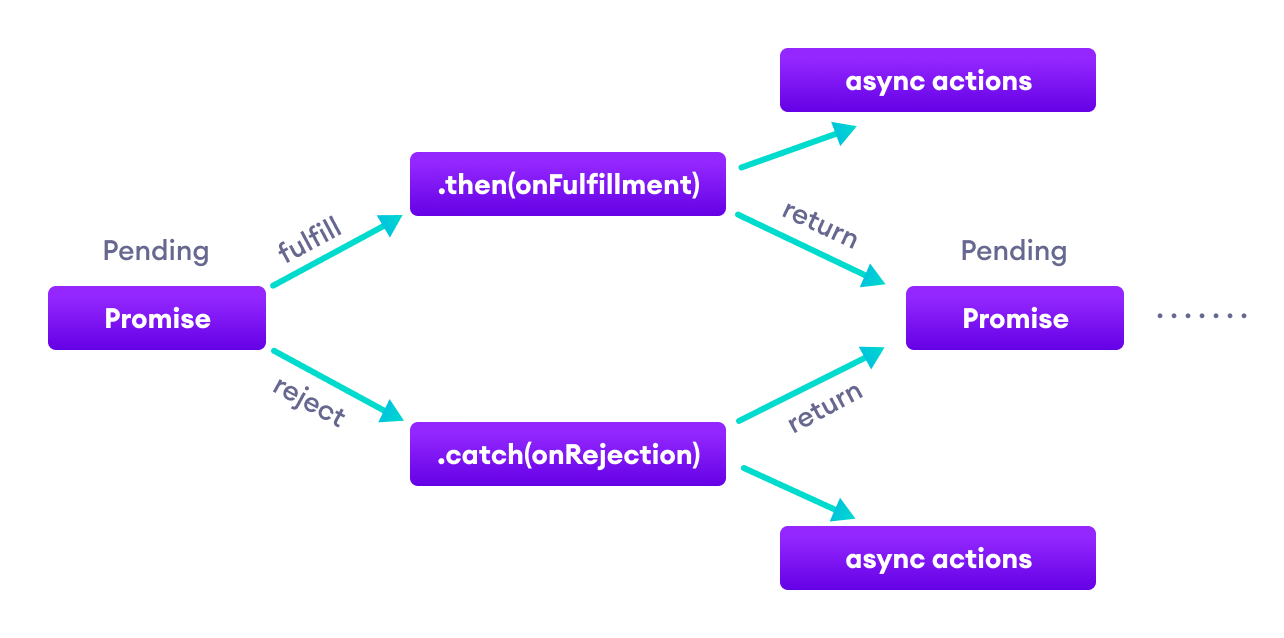 async actions
.then(onFulfillment)
fulfill
return
Pending
Pending
Promise
Promise
.......
reject
return
.catch(onRejection)
async actions